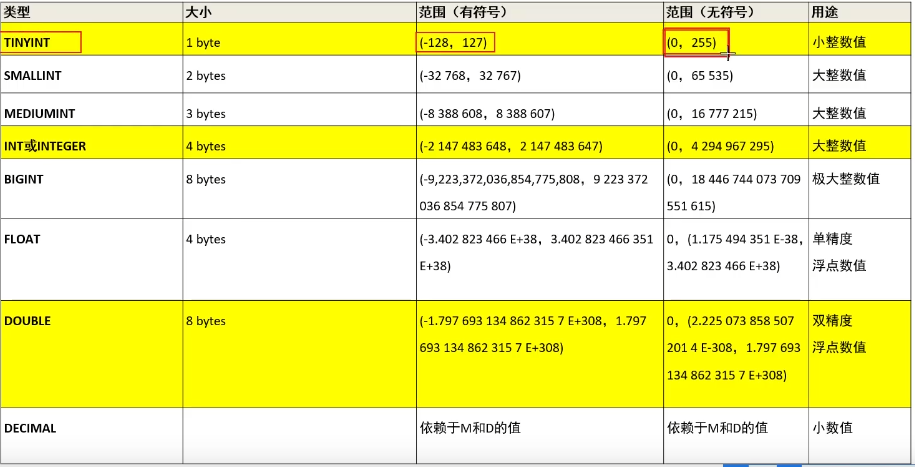 类型 大小 范围（有符号） 范围（无符号） 用途
TINYINT 1 byte (-128，127) (0，255) 小整数值
SMALLINT 2 bytes (-32 768，32 767) (0，65 535) 大整数值
MEDIUMINT 3 bytes (-8 388 608，8 388 607) (0，16 777 215) 大整数值
INT或INTEGER 4 bytes (-2 147 483 648，2 147 483 647) (0，4 294 967 295) 大整数值
BIGINT 8 bytes (-9,223,372,036,854,775,808，9 223 372 (0，18 446 744 073 709 极大整数值
036 854 775 807) 551 615)
FLOAT 4 bytes (-3.402 823 466 E+38，3.402 823 466 351 0，(1.175 494 351 E-38, 单精度
E+38) 3.402 823 466 E+38) 浮点数值
DOUBLE 8 bytes (-1.797 693 134 862 315 7 E+308，1.797 0，(2.225 073 858 507 双精度
693 134 862 315 7 E+308) 201 4 E-308，1.797 693 浮点数值
134 862 315 7 E+308)
DECIMAL 依赖于M和D的值 依赖于M和D的值 小数值